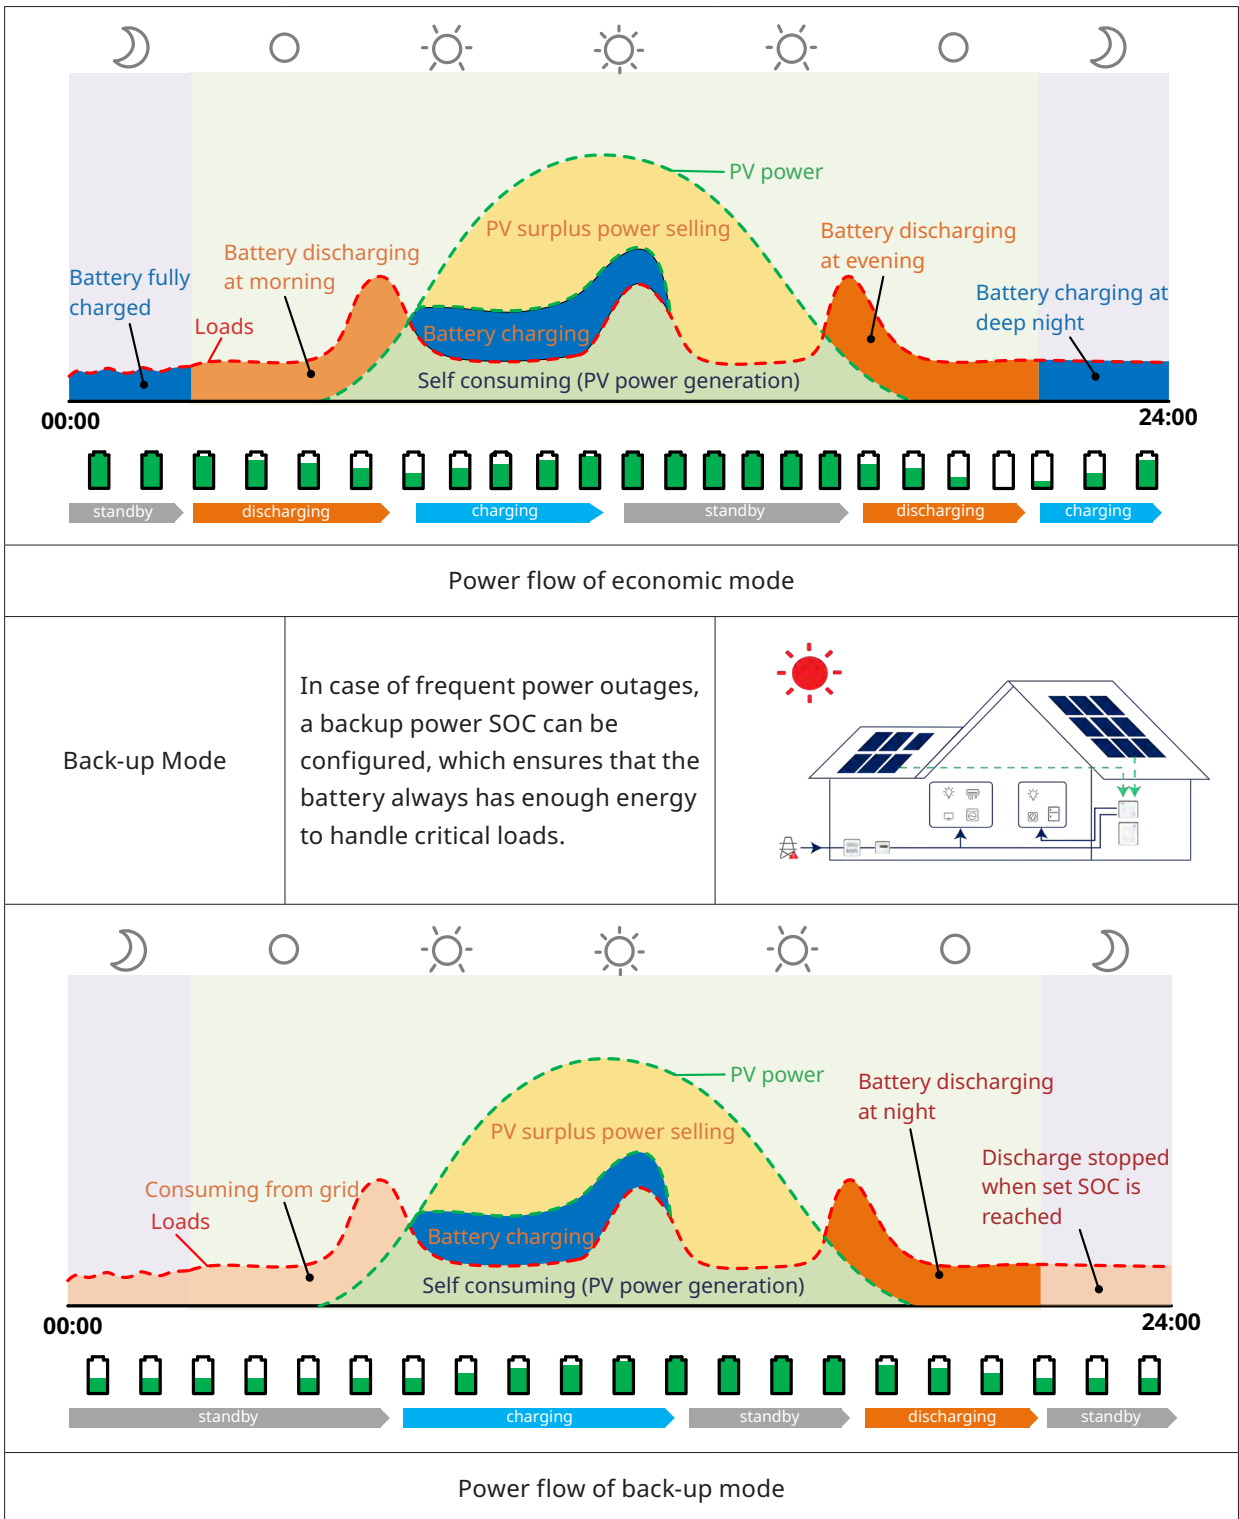 PV power
PV surplus power selling
Battery discharging
at evening
Battery discharging
at morning
Battery fully
charged
Battery charging at
deep night
Loads
Battery charging
Self consuming (PV power generation)
00:00
24:00
standby
discharging
charging
standby
discharging
charging
Power flow of economic mode
Back-up Mode
In case of frequent power outages,
a backup power SOC can be
configured, which ensures that the
battery always has enough energy
to handle critical loads.
PV power
Battery discharging
at night
PV surplus power selling
Discharge stopped
when set SOC is
reached
Consuming from grid
Loads
Battery charging
Self consuming (PV power generation)
00:00
24:00
standby
charging
standby
discharging
standby
Power flow of back-up mode